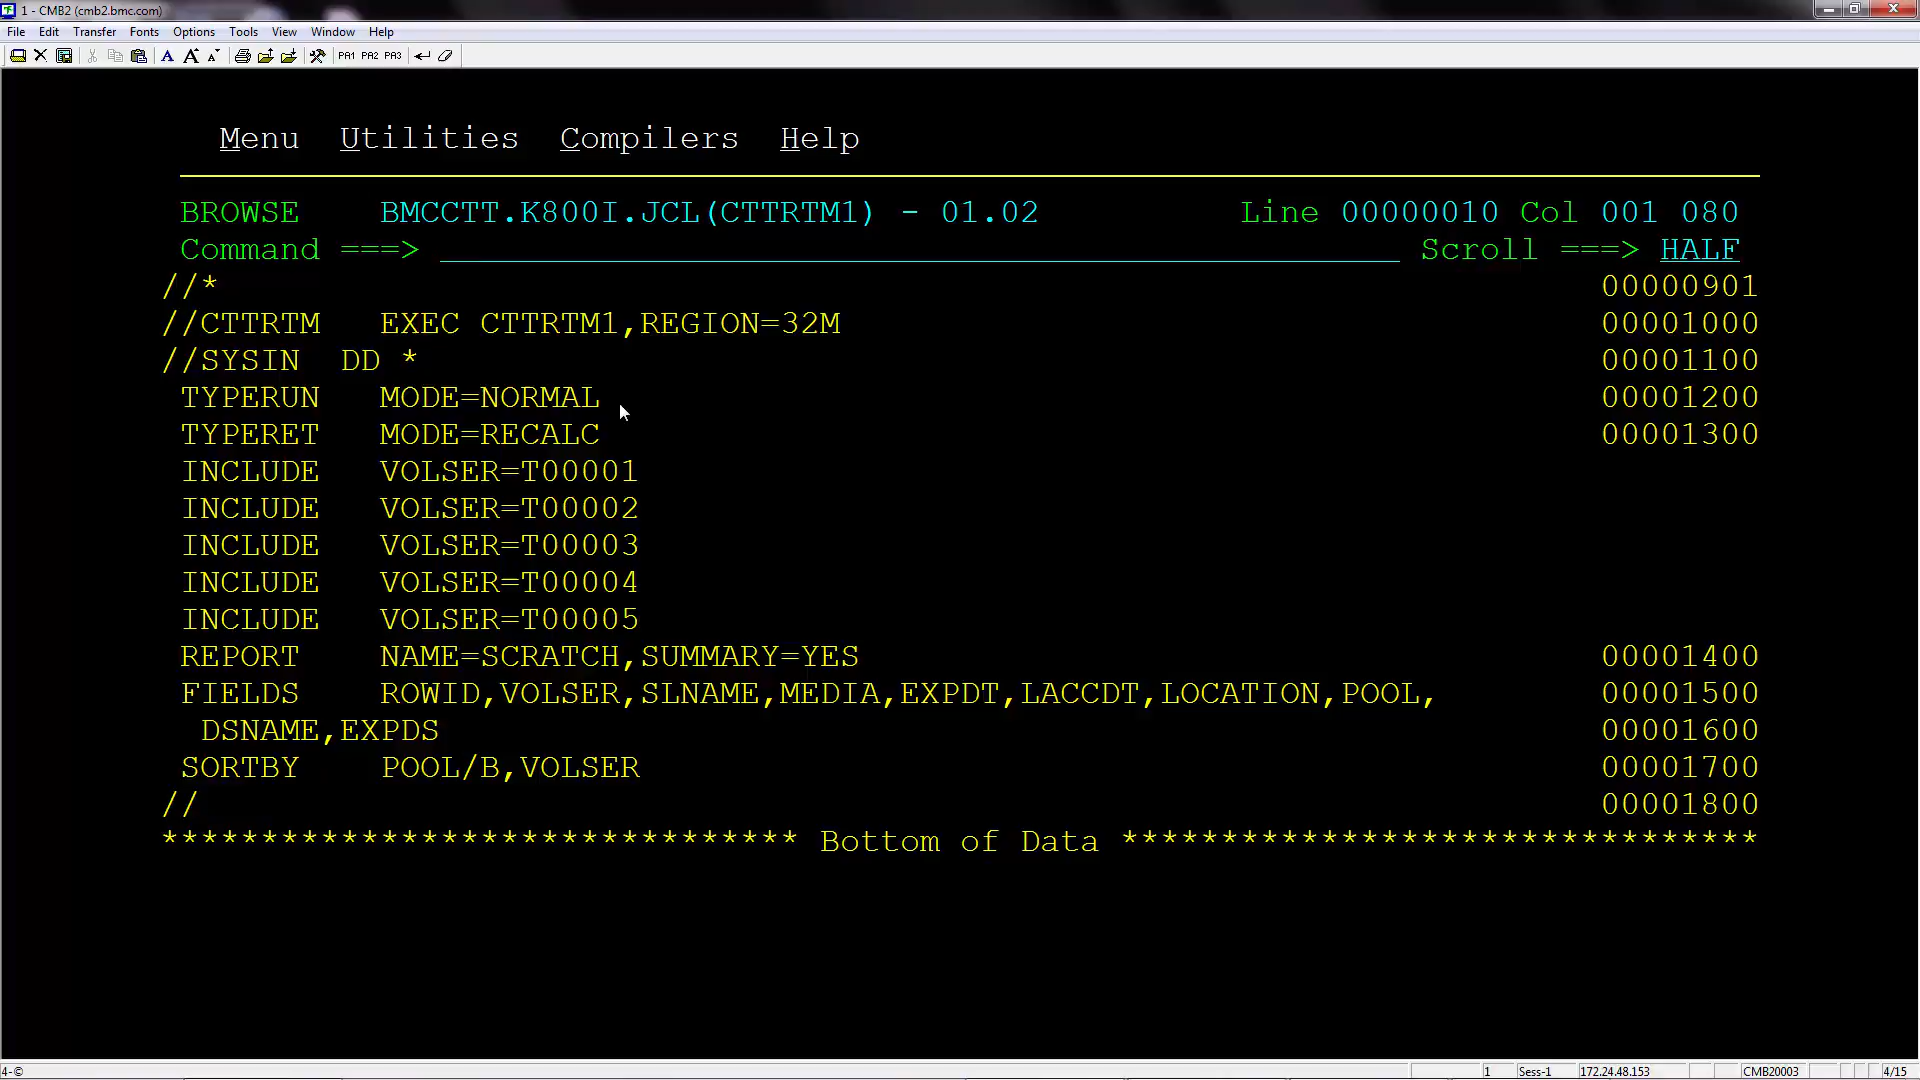 1 - CMB2 (cmb2.bmc.com)
File Edit Transfer Fonts Options Tools View Window Help
PA1 PA2 PA3
Menu Utilities Compilers Help
BROWSE BMCCTT.K800I.JCL(CTTRTM1) - 01.02 Line 00000010 Col 001 080
Command ===> Scroll ===> HALF
//* 00000901
//CTTRTM EXEC CTTRTM1,REGION=32M 00001000
//SYSIN DD * 00001100
TYPERUN MODE=NORMAL 00001200
TYPERET MODE=RECALC 00001300
INCLUDE VOLSER=T00001
INCLUDE VOLSER=T00002
INCLUDE VOLSER=T00003
INCLUDE VOLSER=T00004
INCLUDE VOLSER=T00005
REPORT NAME=SCRATCH,SUMMARY=YES 00001400
FIELDS ROWID,VOLSER,SLNAME,MEDIA,EXPDT,LACCDT,LOCATION,POOL, 00001500
DSNAME,EXPDS 00001600
SORTBY POOL/B,VOLSER 00001700
// 00001800
******************************** Bottom of Data ********************************
4-© 1 Sess-1 172.24.48.153 CMB20003 4/15